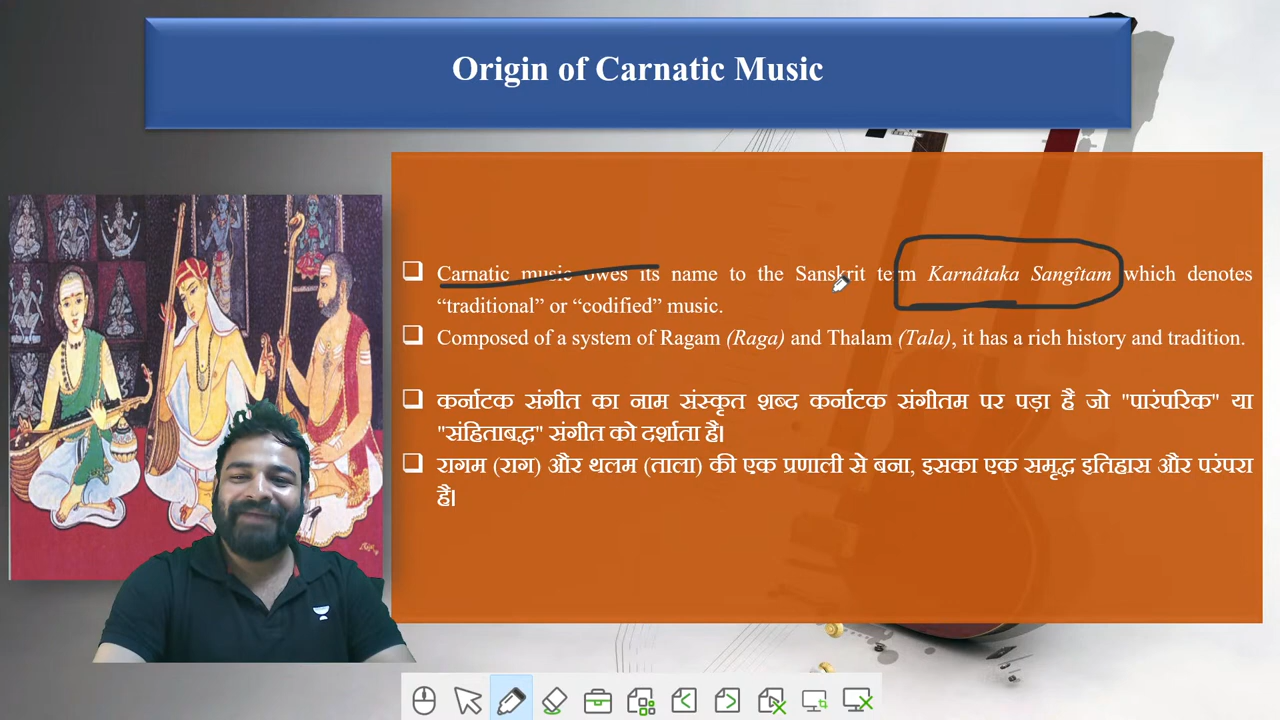 Origin of Carnatic Music
Carnatic music owes its name to the Sanskrit term Karnâtaka Sangîtam which denotes
“traditional” or “codified” music.
Composed of a system of Ragam (Raga) and Thalam (Tala), it has a rich history and tradition.
कर्नाटक संगीत का नाम संस्कृत शब्द कर्नाटक संगीतम पर पड़ा है जो "पारंपरिक" या
"संहिताबद्ध" संगीत को दर्शाता है।
रागम (राग) और थलम (ताला) की एक प्रणाली से बना, इसका एक समृद्ध इतिहास और परंपरा
है।